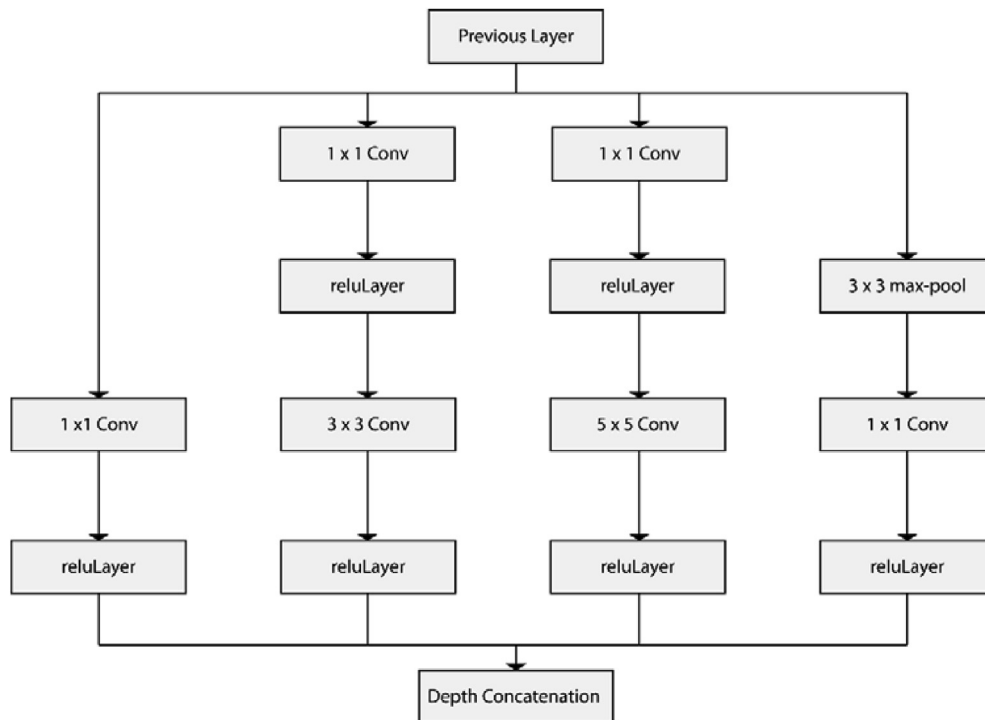 Previous Layer
1 x 1 Conv
1 x 1 Conv
reluLayer
reluLayer
3 x 3 max-pool
1 x1 Conv
3 x 3 Conv
5 x 5 Conv
1 x 1 Conv
reluLayer
reluLayer
reluLayer
reluLayer
Depth Concatenation